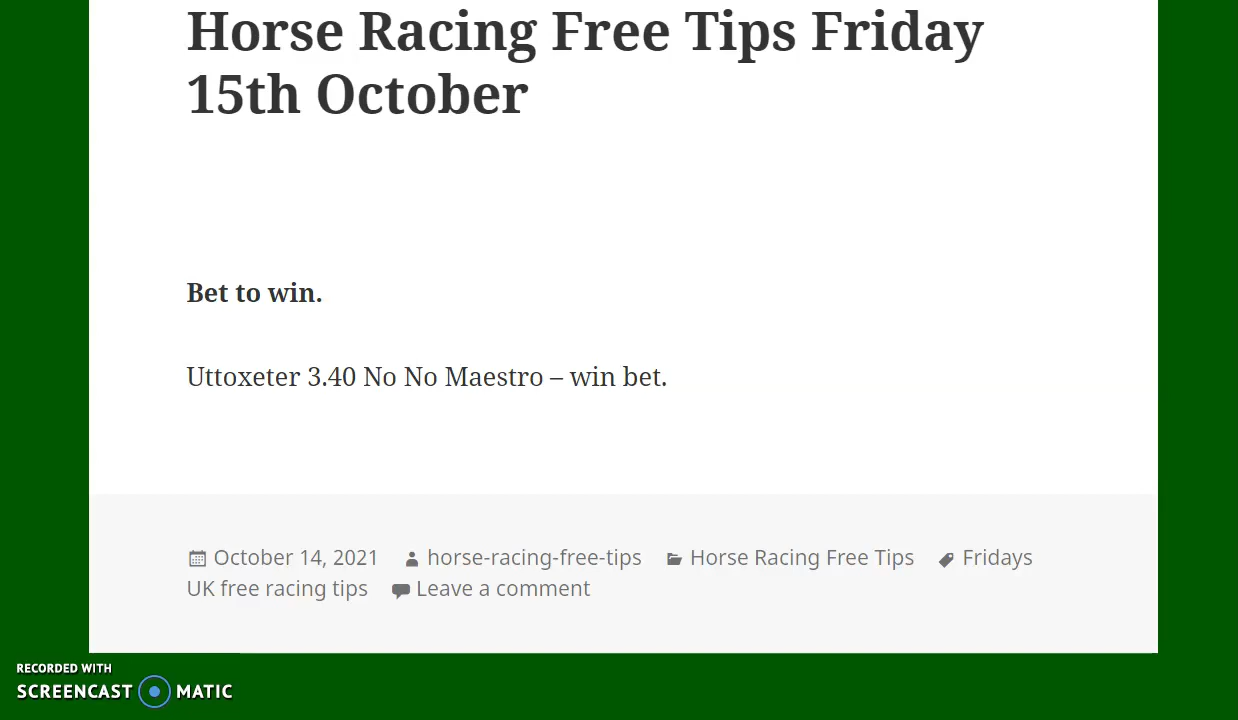 Horse Racing Free Tips Friday
15th October
Bet to win.
Uttoxeter 3.40 No No Maestro – win bet.
October 14, 2021 horse-racing-free-tips Horse Racing Free Tips Fridays
UK free racing tips Leave a comment
RECORDED WITH
SCREENCAST MATIC